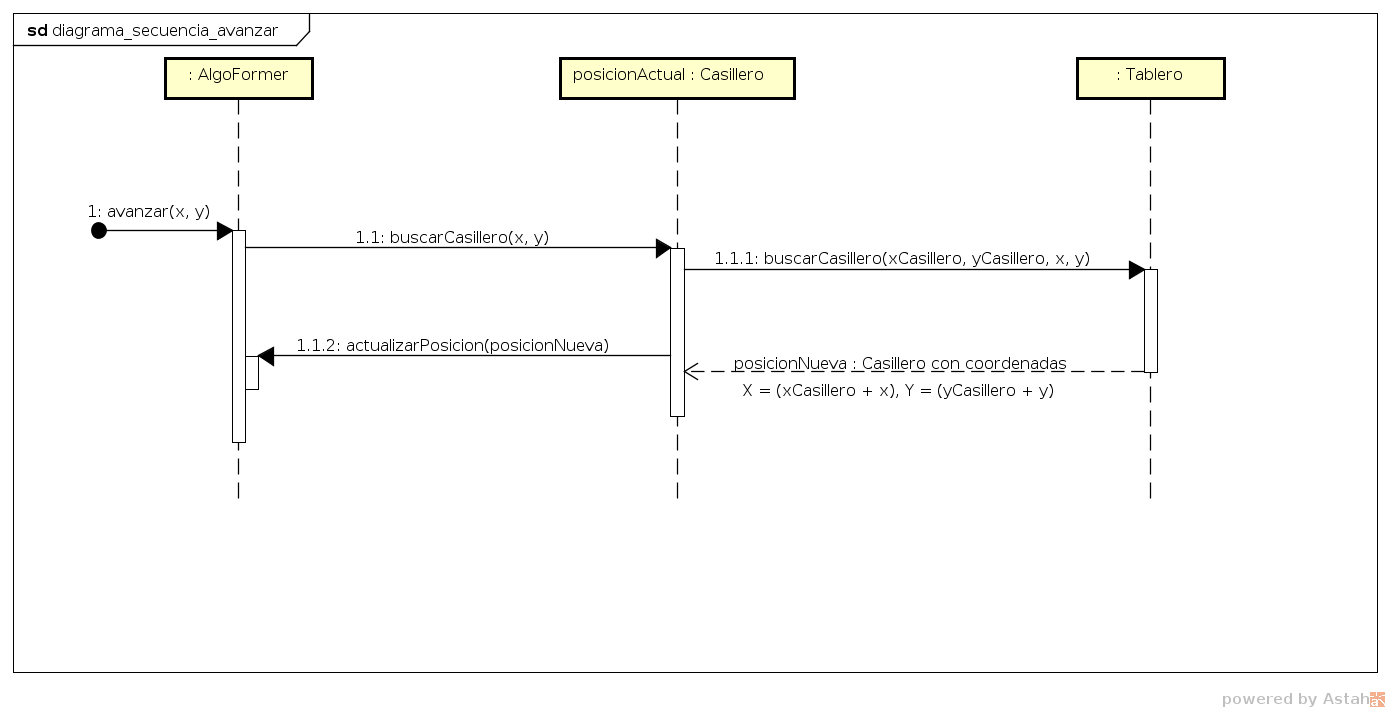 sd diagrama_secuencia_avanzar
: AlgoFormer
posicionActual : Casillero
: Tablero
1: avanzar(x, y)
1.1: buscarCasillero(x, y)
1.1.1: buscarCasillero(xCasillero, yCasillero, x, y)
1.1.2: actualizarPosicion(posicionNueva)
posicionNueva : Casillero con coordenadas
X = (xCasillero + x), Y = (yCasillero + y)
powered by Astah